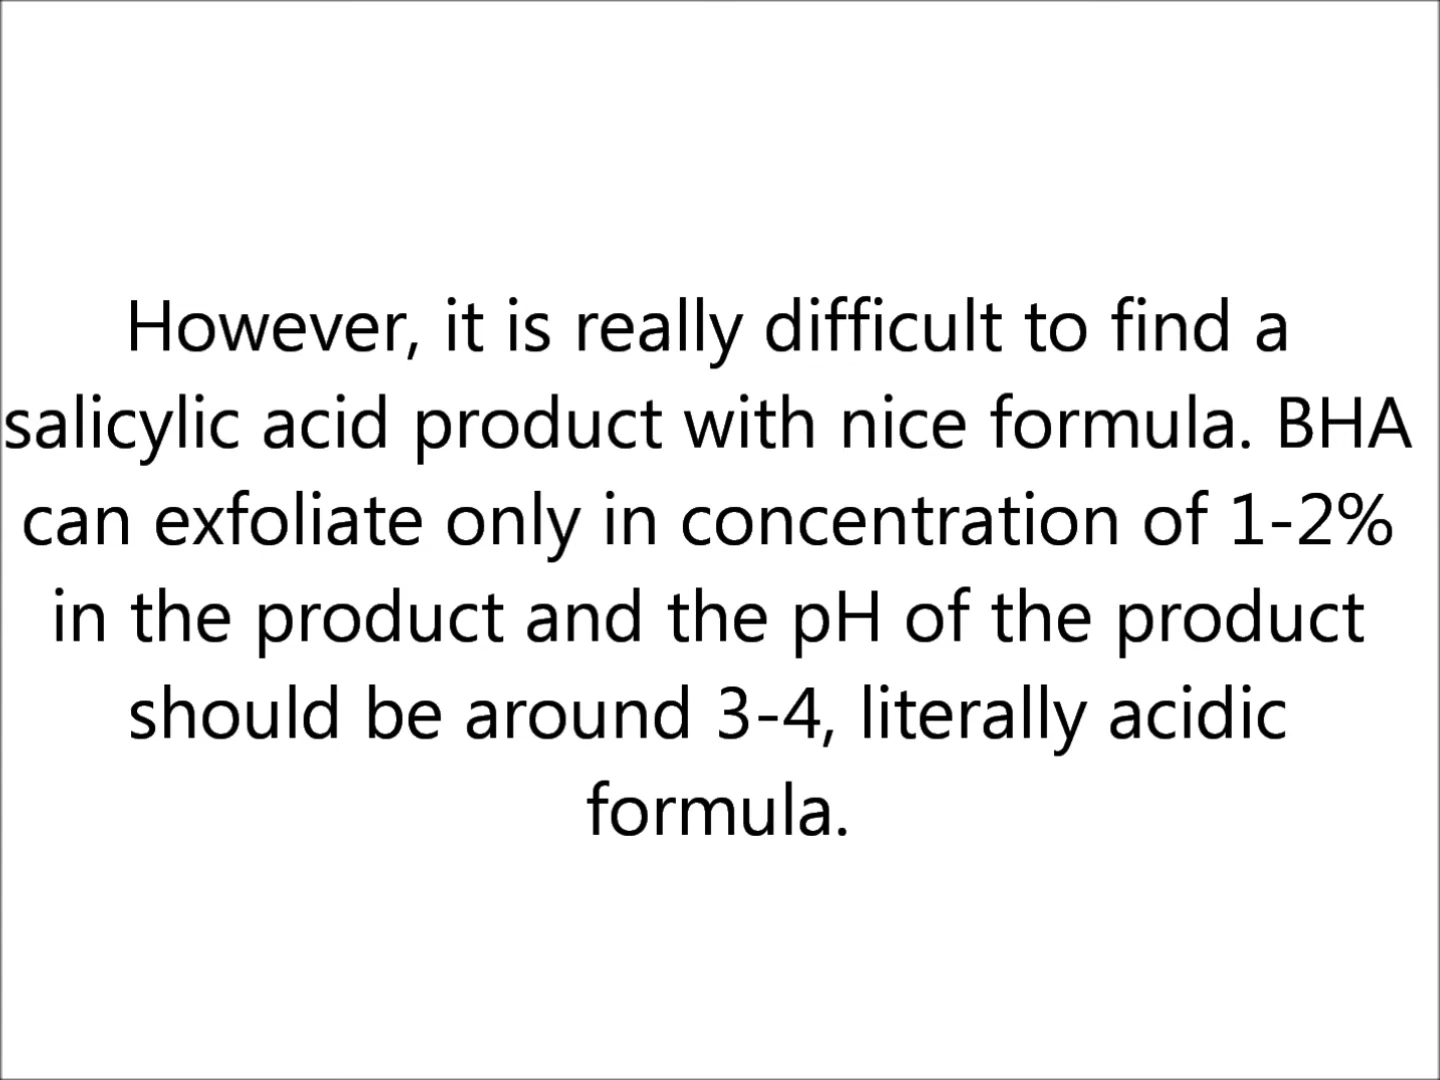 However, it is really difficult to find a
salicylic acid product with nice formula. BHA
can exfoliate only in concentration of 1-2%
in the product and the pH of the product
should be around 3-4, literally acidic
formula.